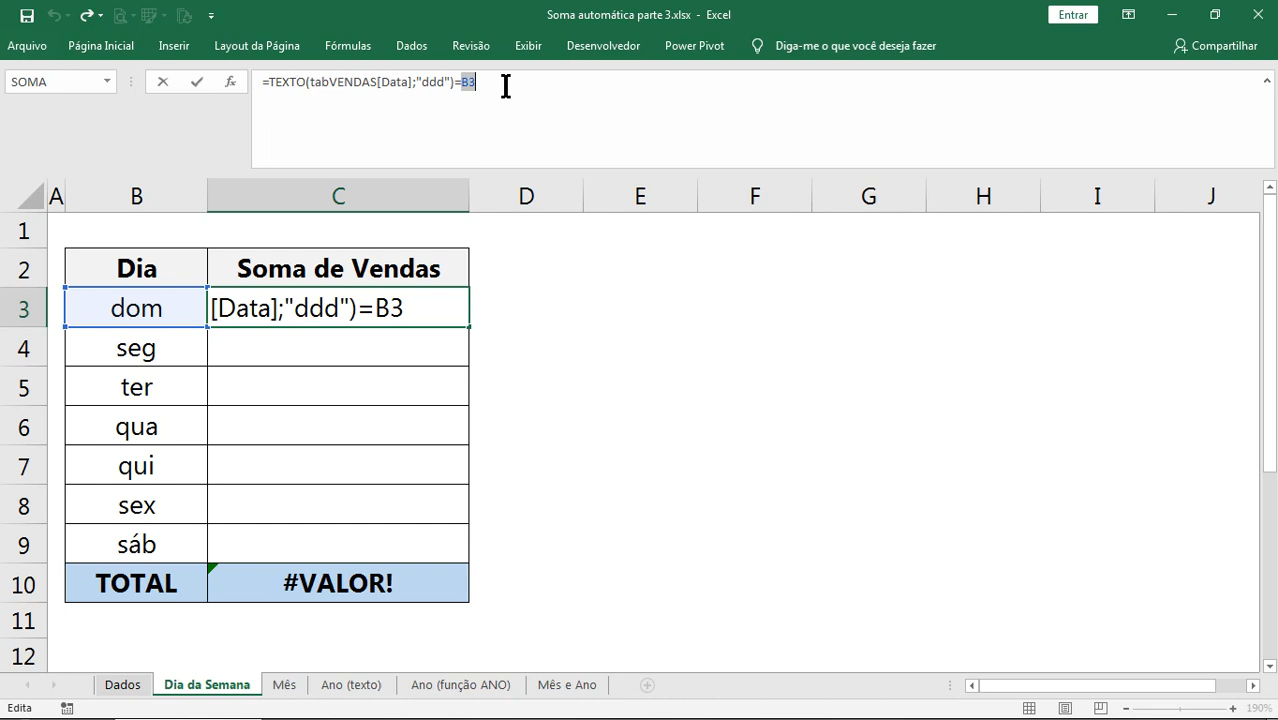 Soma automática parte 3.xlsx - Excel
Entrar
Arquivo Página Inicial Inserir Layout da Página Fórmulas Dados Revisão Exibir Desenvolvedor Power Pivot Diga-me o que você deseja fazer Compartilhar
SOMA fx =TEXTO(tabVENDAS[Data];"ddd")=B3
A B C D E F G H I J
1
2 Dia Soma de Vendas
3 dom [Data];"ddd")=B3
4 seg
5 ter
6 qua
7 qui
8 sex
9 sáb
10 TOTAL #VALOR!
11
12
Dados Dia da Semana Mês Ano (texto) Ano (função ANO) Mês e Ano
Edita 190%